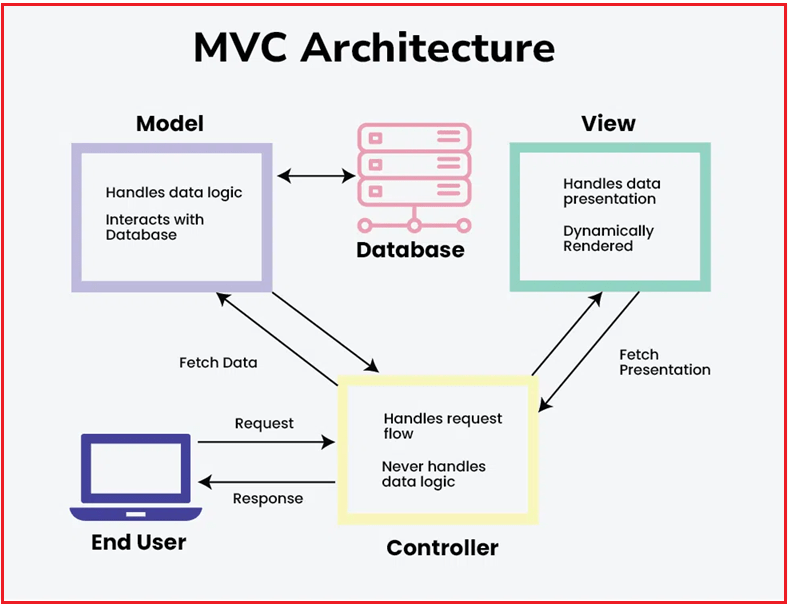 MVC Architecture
Model
View
Handles data logic
Interacts with
Database
Database
Handles data
presentation
Dynamically
Rendered
Fetch Data
Fetch
Presentation
Request
Response
Handles request
flow
Never handles
data logic
End User
Controller